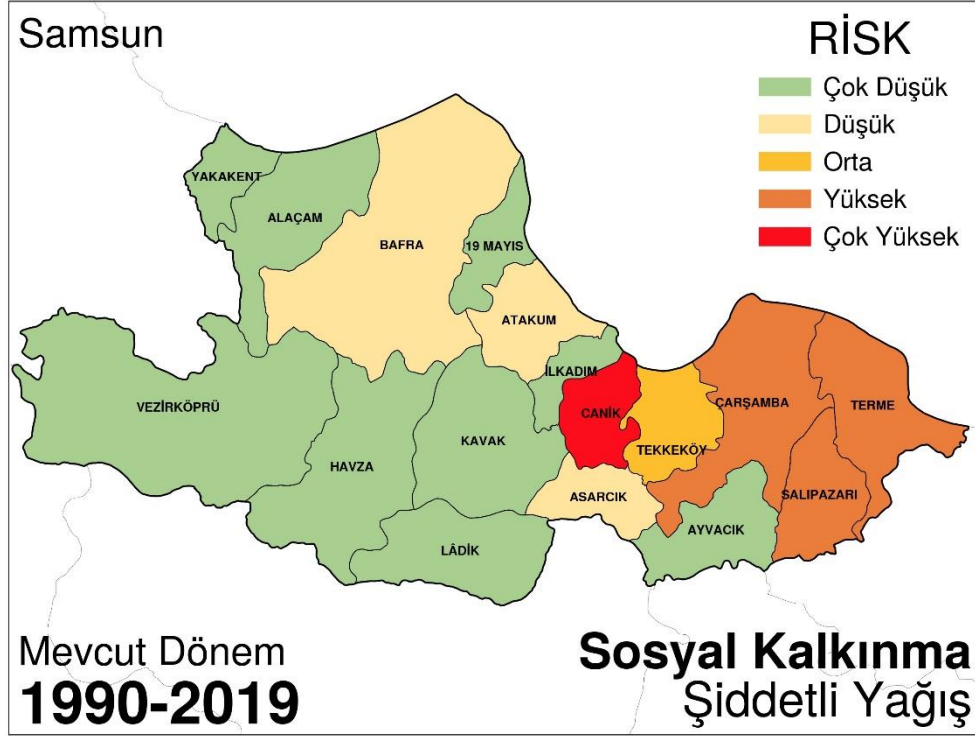 Samsun
RİSK
Çok Düşük
Düşük
Orta
Yüksek
Çok Yüksek
YAKAKENT
ALAÇAM
BAFRA
19 MAYIS
ATAKUM
İLKADIM
VEZİRKÖPRÜ
CANİK
ÇARŞAMBA
TERME
HAVZA
KAVAK
TEKKEKÖY
ASARCIK
SALIPAZARI
AYVACIK
LÂDİK
Mevcut Dönem
1990-2019
Sosyal Kalkınma
Şiddetli Yağış